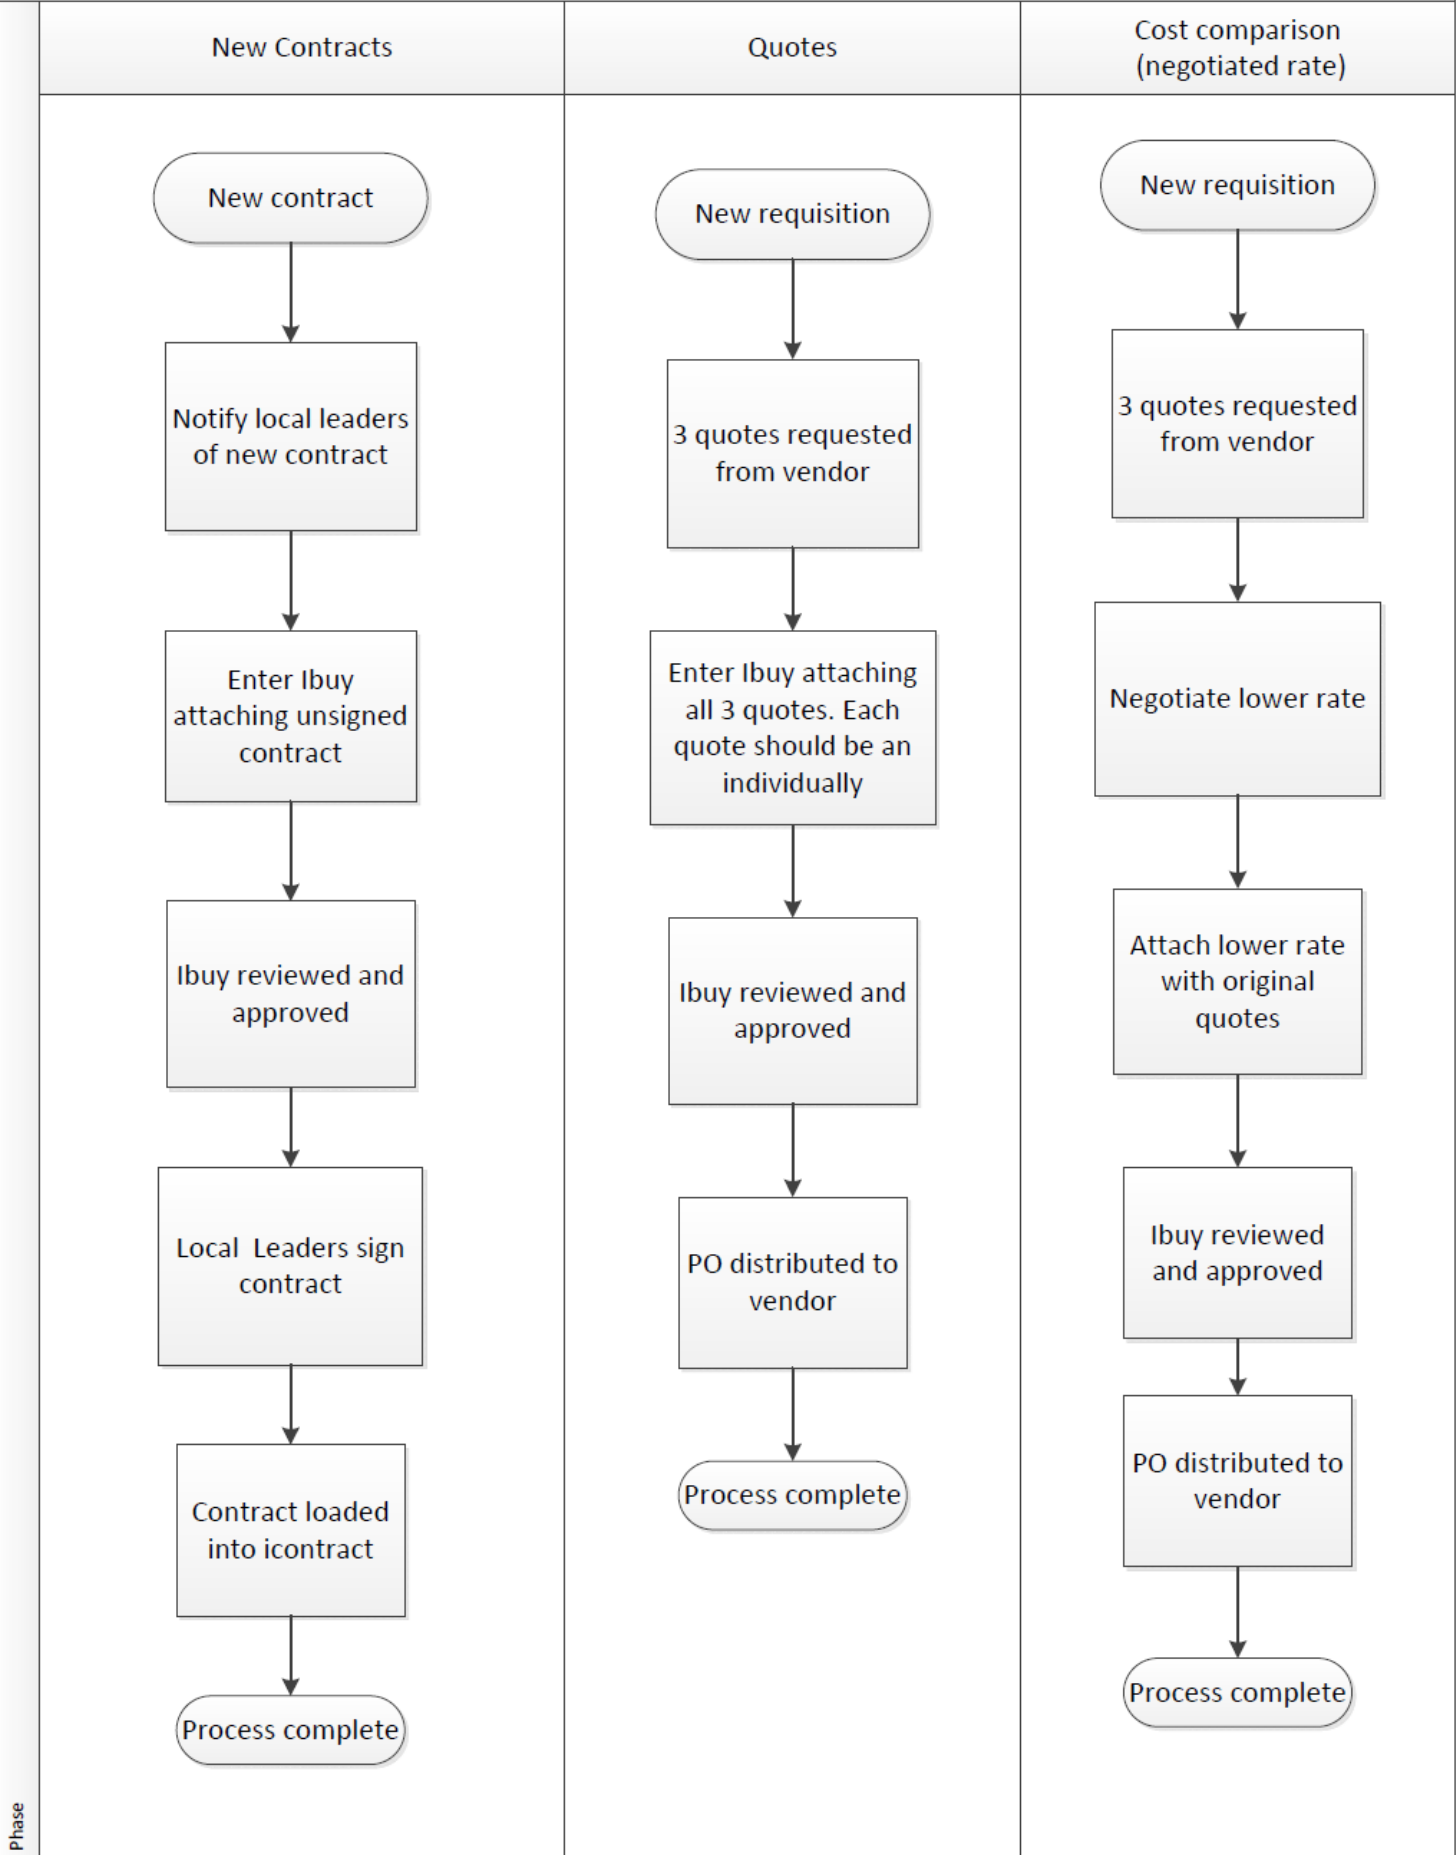 New Contracts
Quotes
Cost comparison
(negotiated rate)
New contract
Notify local leaders
of new contract
Enter Ibuy
attaching unsigned
contract
Ibuy reviewed and
approved
Local  Leaders sign
contract
Contract loaded
into icontract
Process complete
New requisition
3 quotes requested
from vendor
Enter Ibuy attaching
all 3 quotes. Each
quote should be an
individually
Ibuy reviewed and
approved
PO distributed to
vendor
Process complete
New requisition
3 quotes requested
from vendor
Negotiate lower rate
Attach lower rate
with original
quotes
Ibuy reviewed
and approved
PO distributed to
vendor
Process complete
Phase